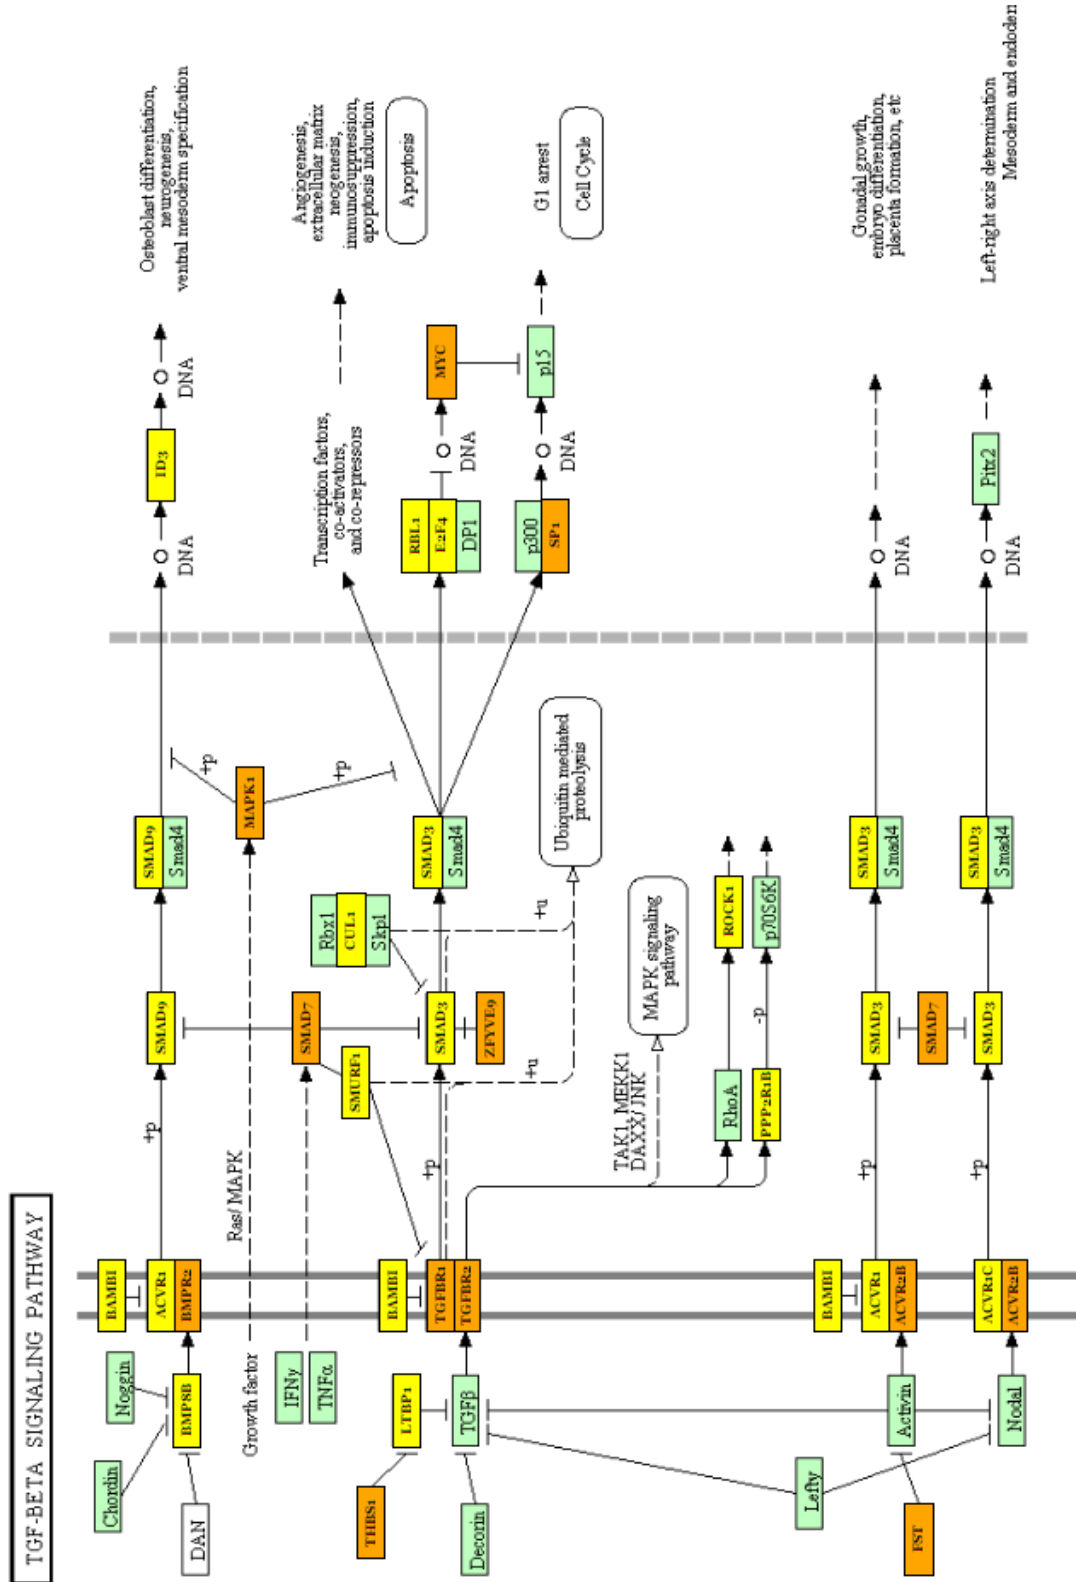 TGF-BETA SIGNALING PATHWAY
Chordin
Noggin
DAN
BMP8B
BAMBI
ACVR1
BMPR2
+p
SMAD9
SMAD9
Smad4
DNA
ID3
DNA
Osteoblast differentiation,
neurogenesis,
ventral mesoderm specification
Growth factor
Ras/MAPK
MAPK1
+p
+p
IFNγ
TNFα
SMAD7
SMURF1
Rbx1
CUL1
Skp1
THBS1
LTBP1
Decorin
TGFβ
BAMBI
TGFBR1
TGFBR2
+p
SMAD3
ZFYVE9
SMAD3
Smad4
+u
+u
Ubiquitin mediated
proteolysis
Transcription factors,
co-activators,
and co-repressors
Angiogenesis,
extracellular matrix
neogenesis,
immunosuppression,
apoptosis induction
Apoptosis
RBL1
E2F4
DP1
DNA
MYC
p300
SP1
DNA
p15
G1 arrest
Cell Cycle
TAK1, MEKK1
DAXX/JNK
MAPK signaling
pathway
RhoA
ROCK1
PPP2R1B
-p
p70S6K
Lefty
FST
Activin
BAMBI
ACVR1
ACVR2B
+p
SMAD3
SMAD3
Smad4
DNA
Gonadal growth,
embryo differentiation,
placenta formation, etc
SMAD7
Nodal
ACVR1C
ACVR2B
+p
SMAD3
SMAD3
Smad4
DNA
Pitx2
Left-right axis determination
Mesoderm and endoden